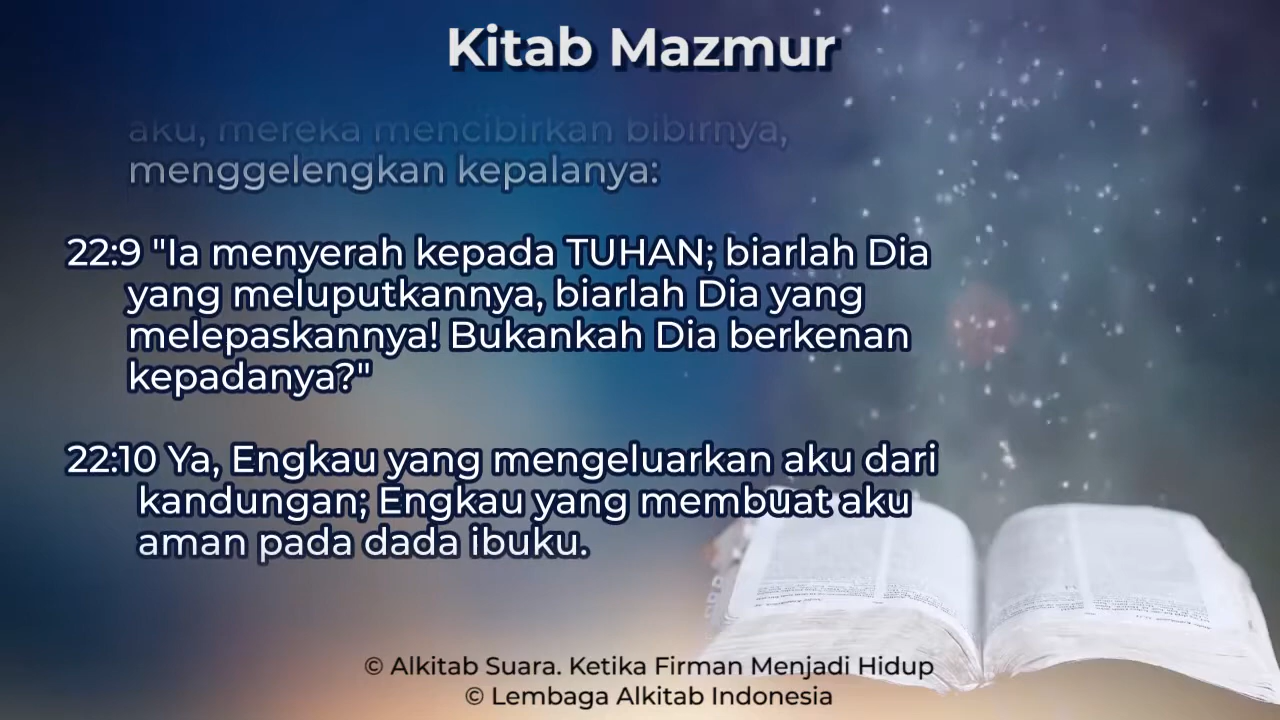 Kitab Mazmur
aku, mereka mencibirkan bibirnya,
menggelengkan kepalanya:
22:9 "Ia menyerah kepada TUHAN; biarlah Dia
yang meluputkannya, biarlah Dia yang
melepaskannya! Bukankah Dia berkenan
kepadanya?"
22:10 Ya, Engkau yang mengeluarkan aku dari
kandungan; Engkau yang membuat aku
aman pada dada ibuku.
© Alkitab Suara. Ketika Firman Menjadi Hidup
© Lembaga Alkitab Indonesia